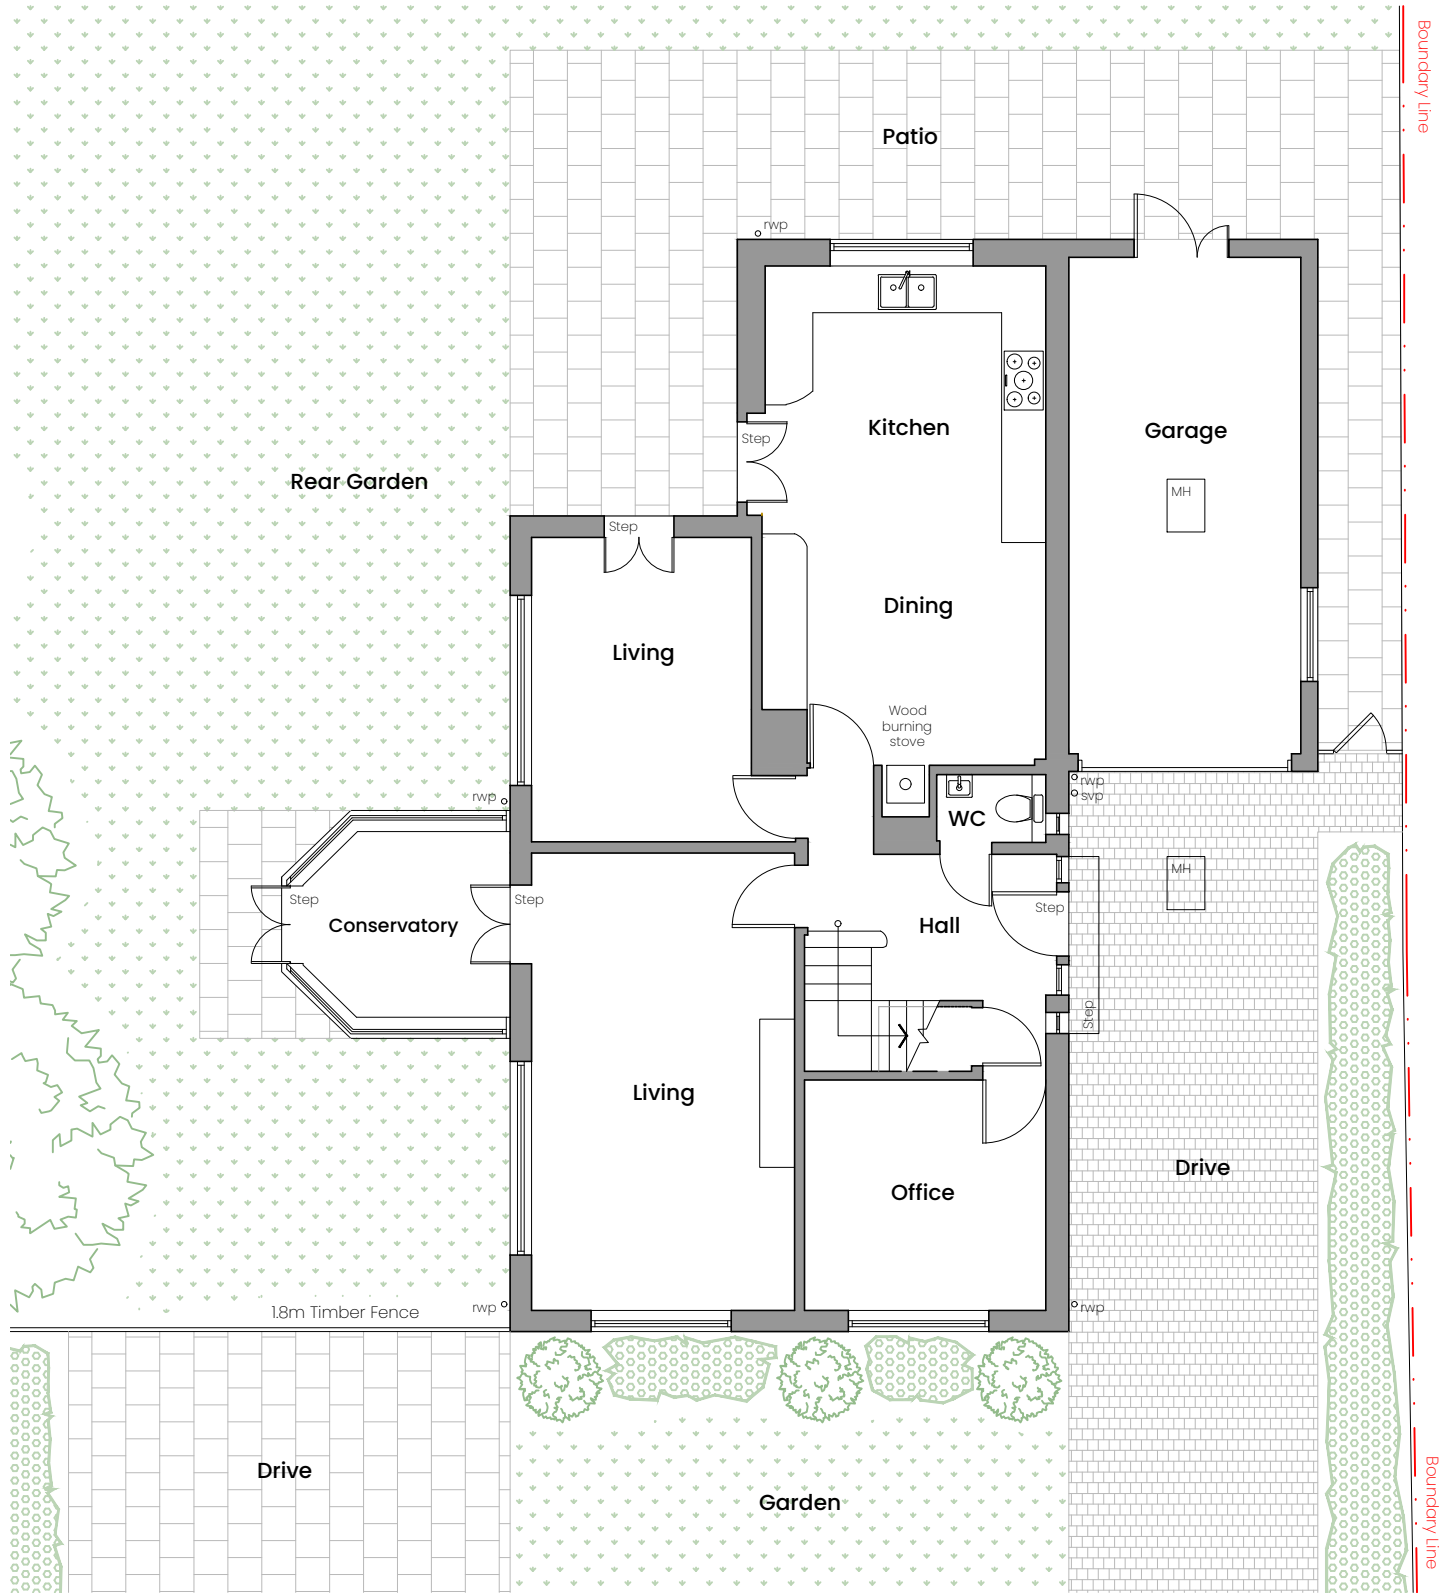 Boundary Line
Patio
rwp
Kitchen
Step
Garage
Rear Garden
MH
Step
Dining
Living
Wood
burning
stove
rwp
rwp
svp
WC
MH
Step
Step
Step
Conservatory
Hall
Step
Living
Drive
Office
1.8m Timber Fence
rwp
rwp
Drive
Garden
Boundary Line